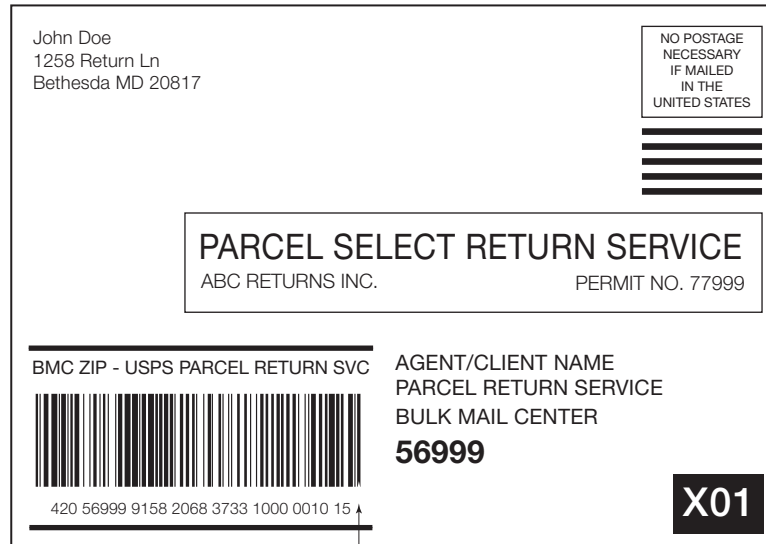 John Doe
1258 Return Ln
Bethesda MD 20817
NO POSTAGE
NECESSARY
IF MAILED
IN THE
UNITED STATES
PARCEL SELECT RETURN SERVICE
ABC RETURNS INC. PERMIT NO. 77999
BMC ZIP - USPS PARCEL RETURN SVC
420 56999 9158 2068 3733 1000 0010 15
AGENT/CLIENT NAME
PARCEL RETURN SERVICE
BULK MAIL CENTER
56999
X01